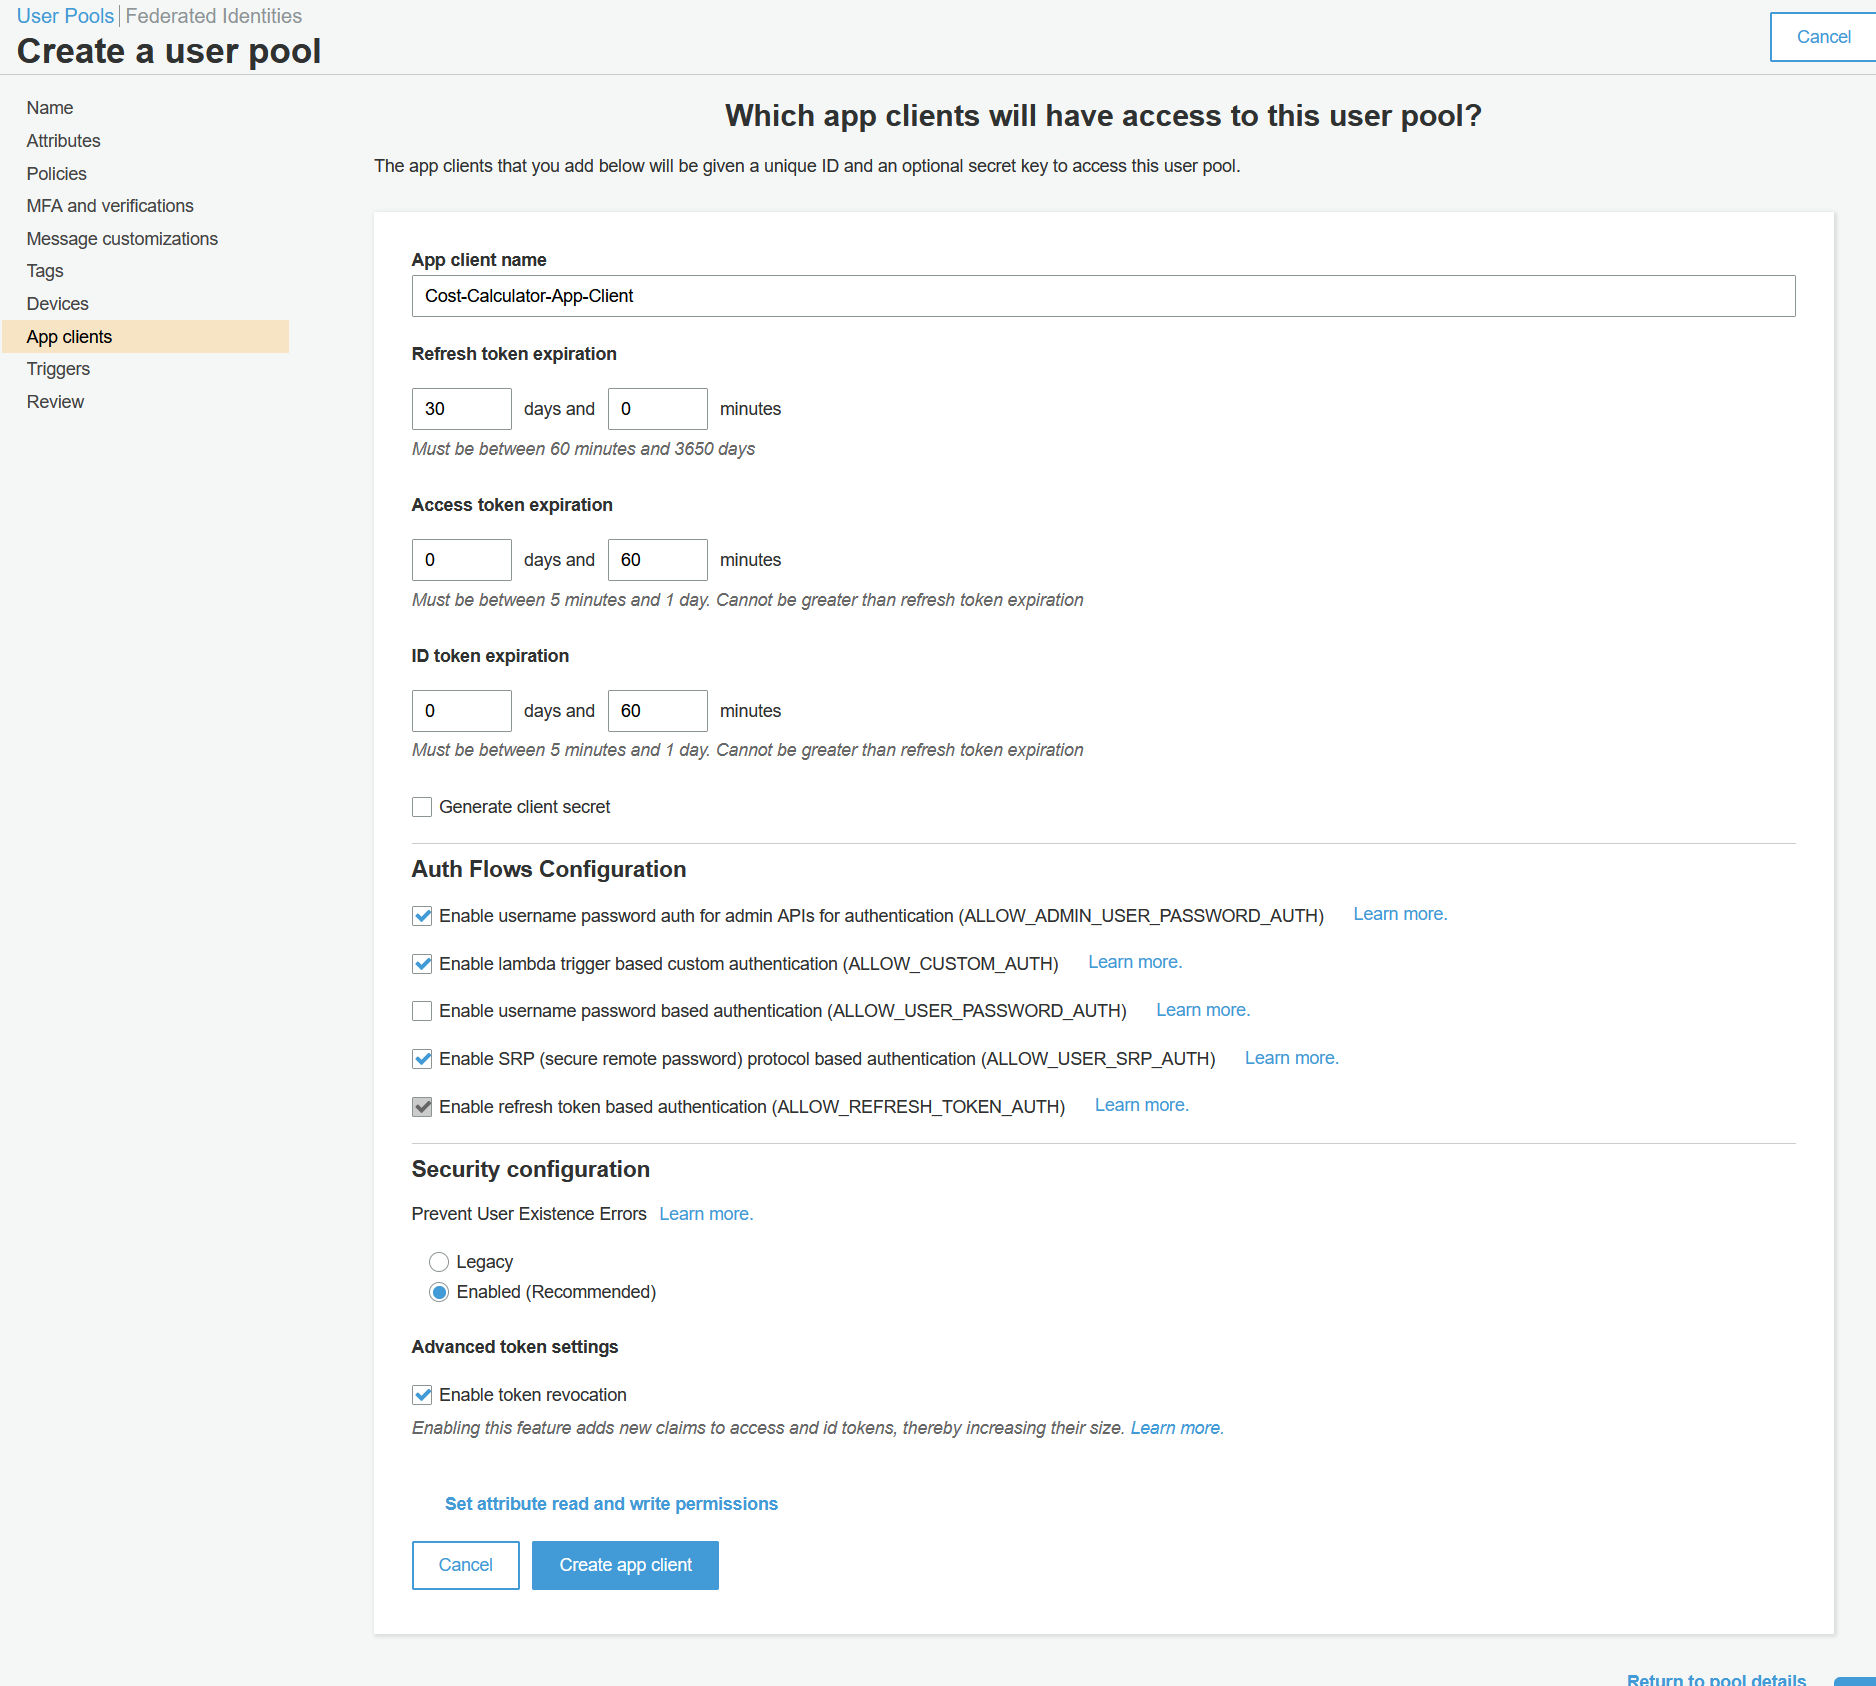 User Pools Federated Identities
Create a user pool
Cancel
Name
Attributes
Policies
MFA and verifications
Message customizations
Tags
Devices
App clients
Triggers
Review
Which app clients will have access to this user pool?
The app clients that you add below will be given a unique ID and an optional secret key to access this user pool.
App client name
Cost-Calculator-App-Client
Refresh token expiration
30 days and 0 minutes
Must be between 60 minutes and 3650 days
Access token expiration
0 days and 60 minutes
Must be between 5 minutes and 1 day. Cannot be greater than refresh token expiration
ID token expiration
0 days and 60 minutes
Must be between 5 minutes and 1 day. Cannot be greater than refresh token expiration
Generate client secret
Auth Flows Configuration
Enable username password auth for admin APIs for authentication (ALLOW_ADMIN_USER_PASSWORD_AUTH) Learn more.
Enable lambda trigger based custom authentication (ALLOW_CUSTOM_AUTH) Learn more.
Enable username password based authentication (ALLOW_USER_PASSWORD_AUTH) Learn more.
Enable SRP (secure remote password) protocol based authentication (ALLOW_USER_SRP_AUTH) Learn more.
Enable refresh token based authentication (ALLOW_REFRESH_TOKEN_AUTH) Learn more.
Security configuration
Prevent User Existence Errors Learn more.
Legacy
Enabled (Recommended)
Advanced token settings
Enable token revocation
Enabling this feature adds new claims to access and id tokens, thereby increasing their size. Learn more.
Set attribute read and write permissions
Cancel Create app client
Return to pool details